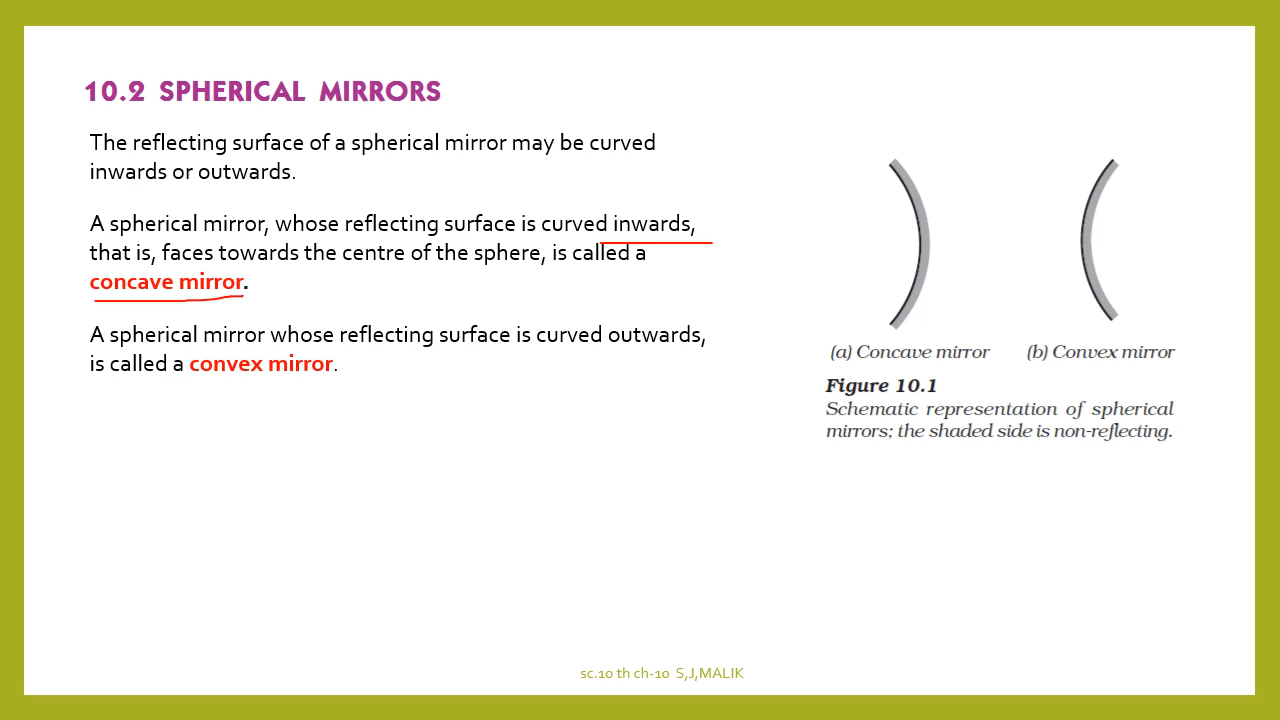 10.2 SPHERICAL MIRRORS
The reflecting surface of a spherical mirror may be curved
inwards or outwards.
A spherical mirror, whose reflecting surface is curved inwards,
that is, faces towards the centre of the sphere, is called a
concave mirror.
A spherical mirror whose reflecting surface is curved outwards,
is called a convex mirror.
(a) Concave mirror (b) Convex mirror
Figure 10.1
Schematic representation of spherical
mirrors; the shaded side is non-reflecting.
sc.10 th ch-10 S,J,MALIK